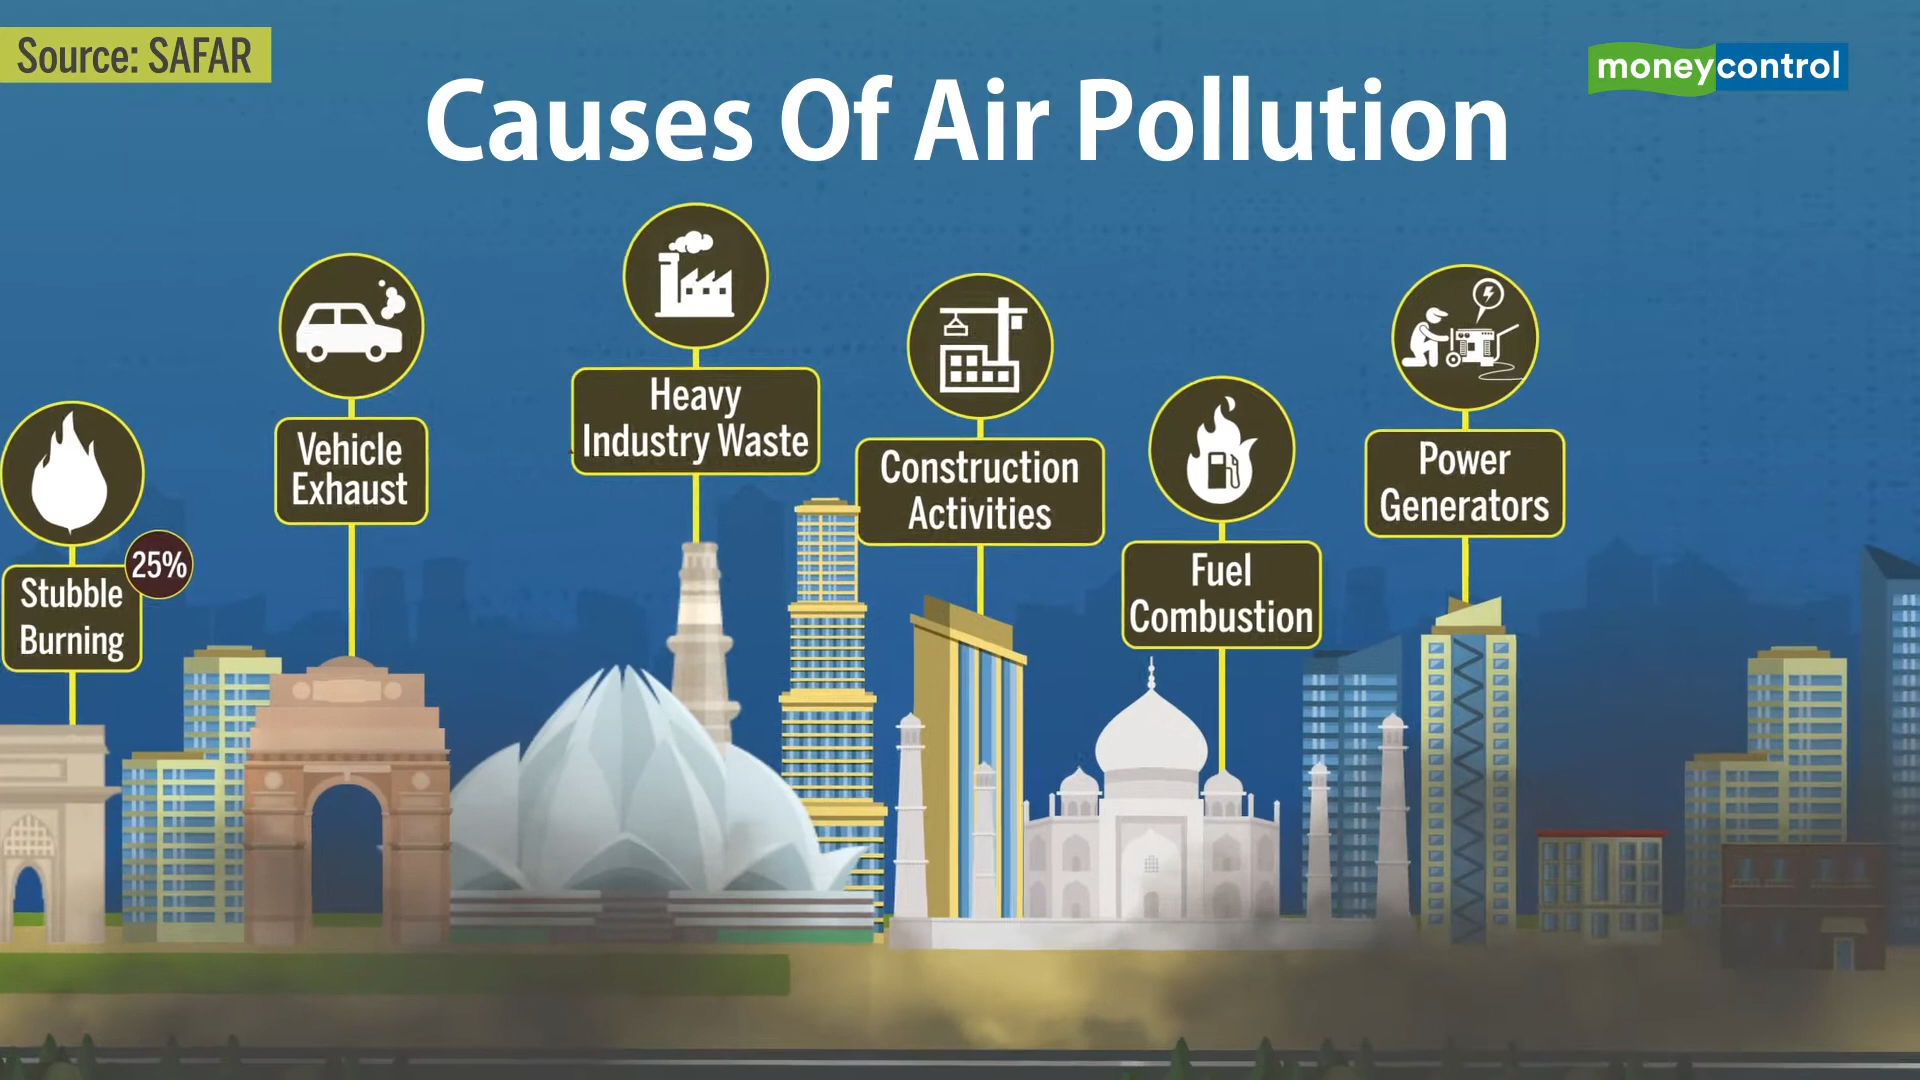 Source: SAFAR
moneycontrol
Causes Of Air Pollution
Stubble
Burning
25%
Vehicle
Exhaust
Heavy
Industry Waste
Construction
Activities
Fuel
Combustion
Power
Generators